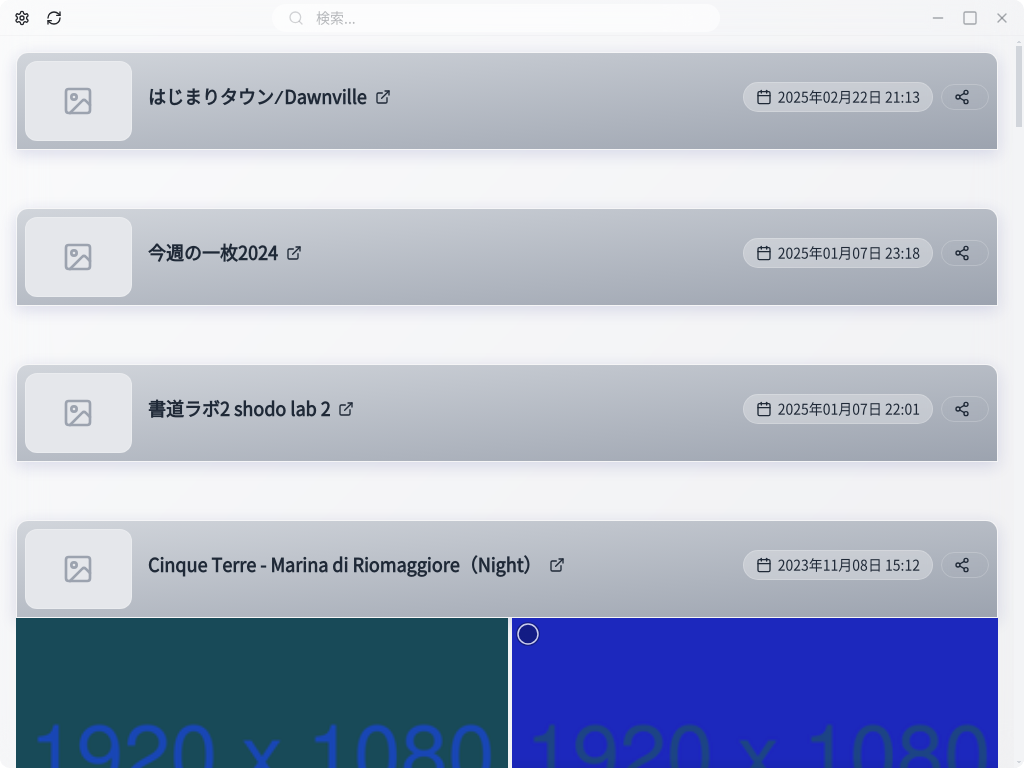 検索...
はじまりタウン/Dawnville
2025年02月22日 21:13
今週の一枚2024
2025年01月07日 23:18
書道ラボ2 shodo lab 2
2025年01月07日 22:01
Cinque Terre - Marina di Riomaggiore（Night）
2023年11月08日 15:12
1920 x 1080
1920 x 1080